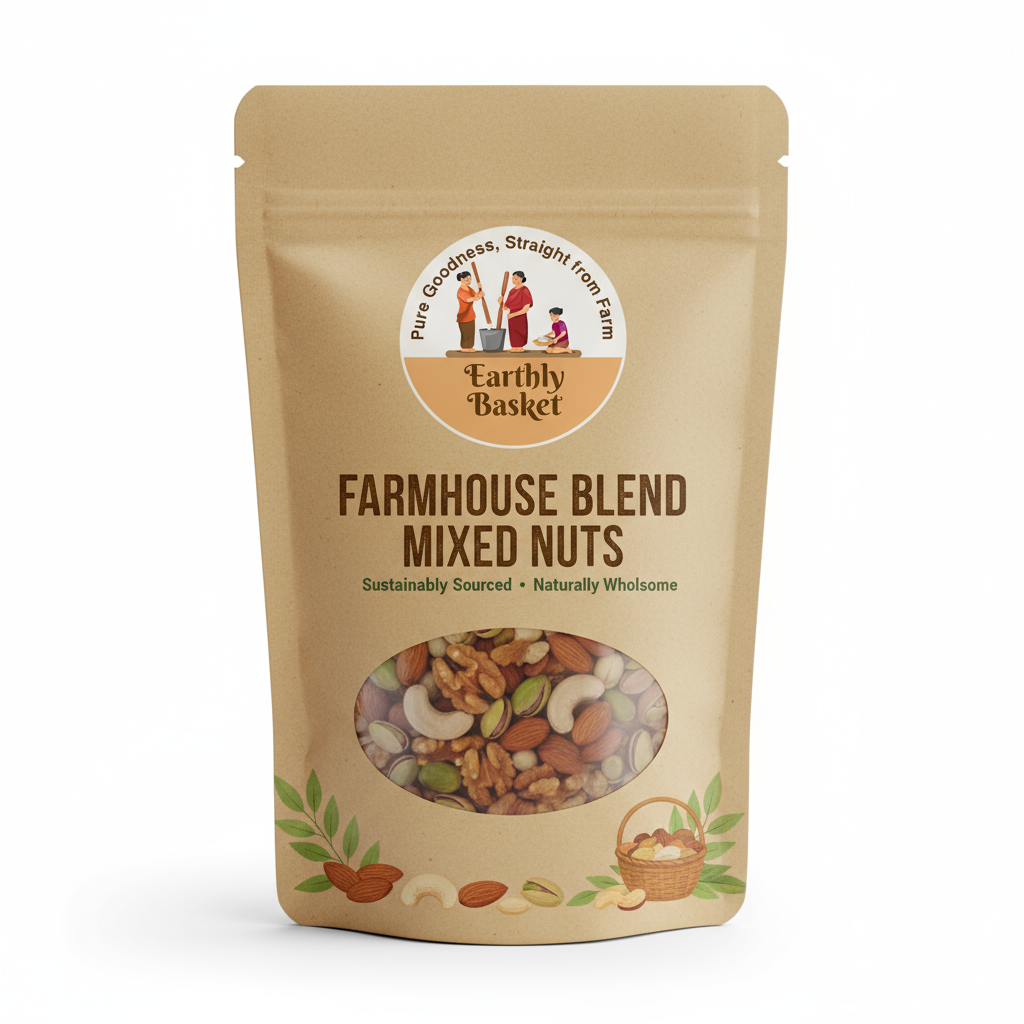 Pure Goodness, Straight from Farm
Earthly
Basket
FARMHOUSE BLEND
MIXED NUTS
Sustainably Sourced • Naturally Wholsome